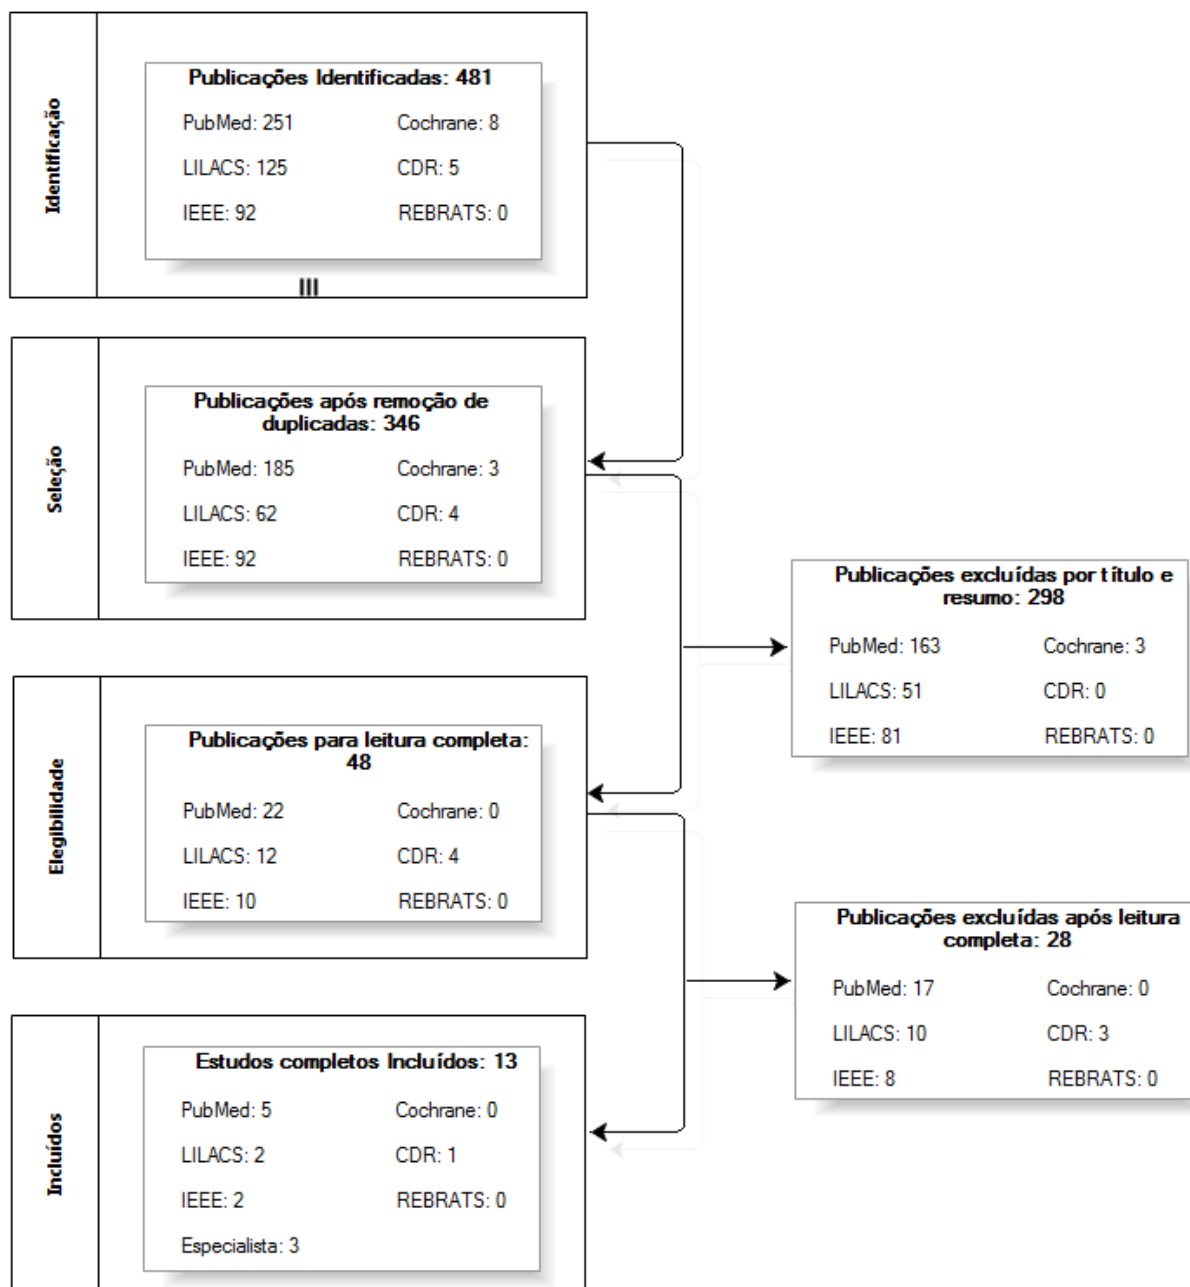 Identificação
Publicações Identificadas: 481
PubMed: 251 Cochrane: 8
LILACS: 125 CDR: 5
IEEE: 92 REBRATS: 0
Seleção
Publicações após remoção de
duplicadas: 346
PubMed: 185 Cochrane: 3
LILACS: 62 CDR: 4
IEEE: 92 REBRATS: 0
Publicações excluídas por título e
resumo: 298
PubMed: 163 Cochrane: 3
LILACS: 51 CDR: 0
IEEE: 81 REBRATS: 0
Elegibilidade
Publicações para leitura completa:
48
PubMed: 22 Cochrane: 0
LILACS: 12 CDR: 4
IEEE: 10 REBRATS: 0
Publicações excluídas após leitura
completa: 28
PubMed: 17 Cochrane: 0
LILACS: 10 CDR: 3
IEEE: 8 REBRATS: 0
Incluídos
Estudos completos Incluídos: 13
PubMed: 5 Cochrane: 0
LILACS: 2 CDR: 1
IEEE: 2 REBRATS: 0
Especialista: 3